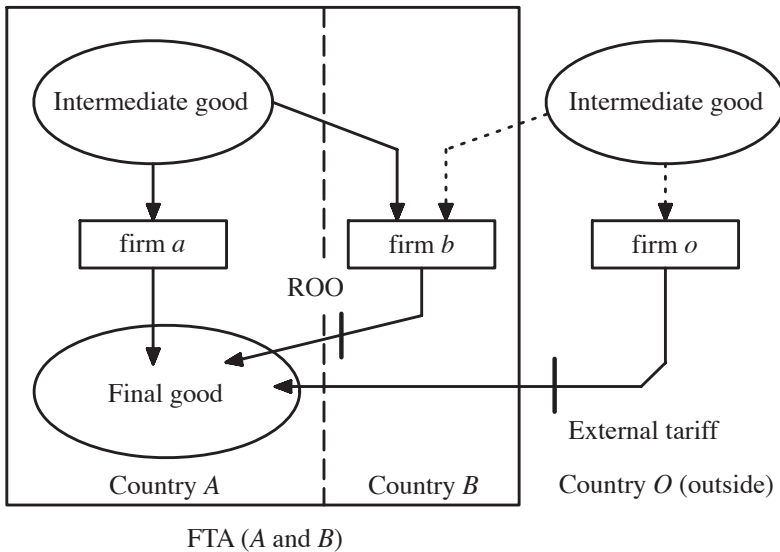 Intermediate good
Intermediate good
firm a
firm b
firm o
ROO
Final good
External tariff
Country A
Country B
Country O (outside)
FTA (A and B)